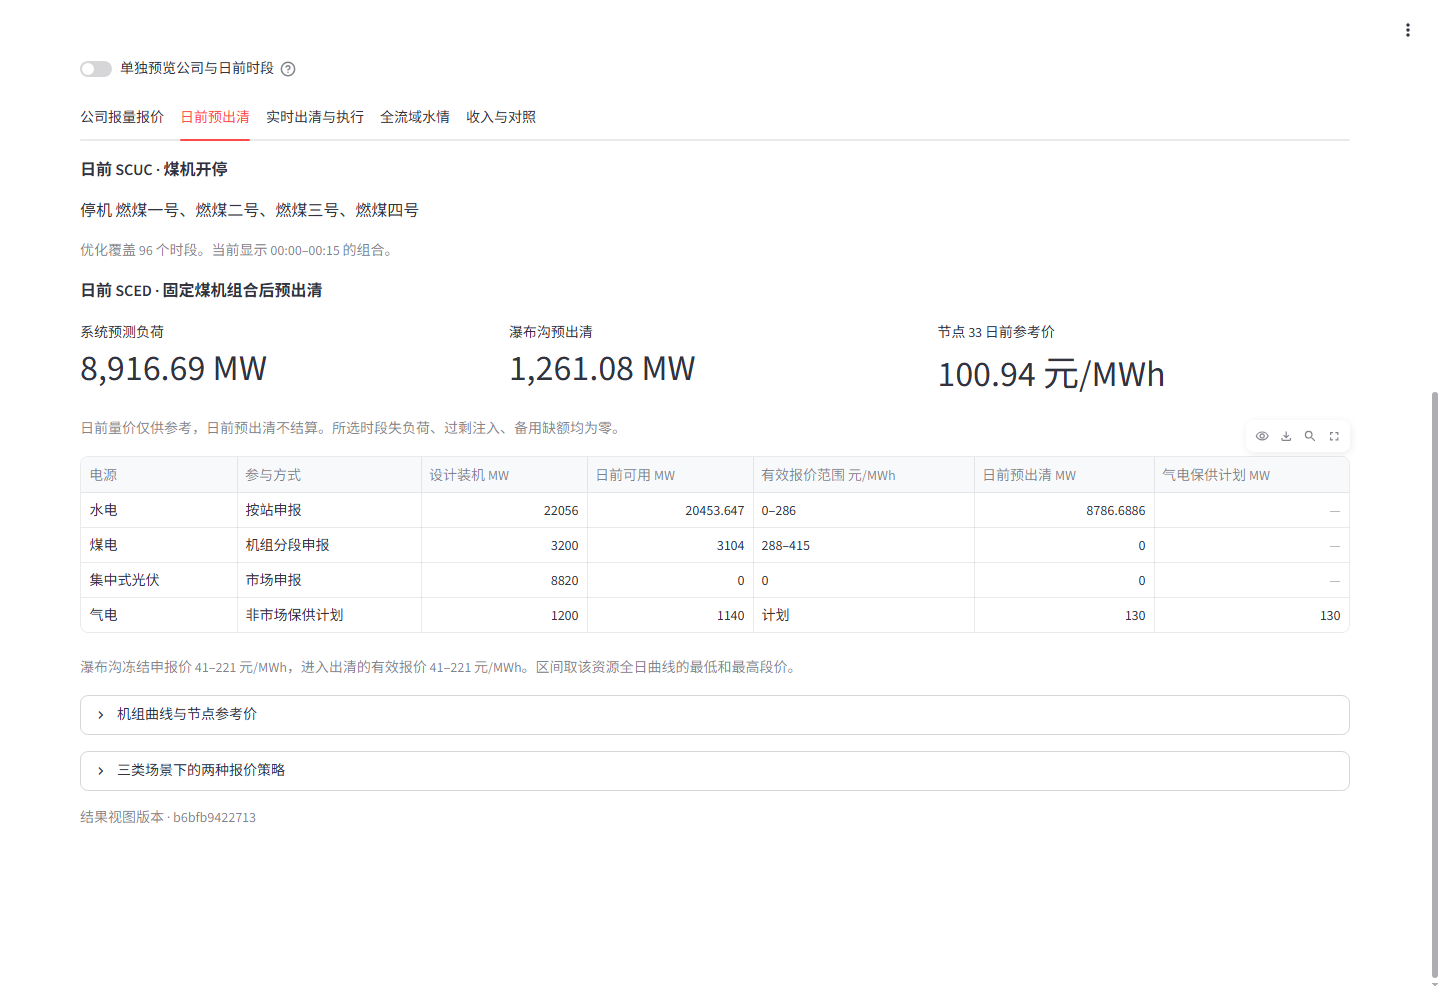 单独预览公司与日前时段
公司报量报价 日前预出清 实时出清与执行 全流域水情 收入与对照
日前 SCUC · 煤机开停
停机 燃煤一号、燃煤二号、燃煤三号、燃煤四号
优化覆盖 96 个时段。当前显示 00:00–00:15 的组合。
日前 SCED · 固定煤机组合后预出清
系统预测负荷 瀑布沟预出清 节点 33 日前参考价
8,916.69 MW 1,261.08 MW 100.94 元/MWh
日前量价仅供参考，日前预出清不结算。所选时段失负荷、过剩注入、备用缺额均为零。
电源 参与方式 设计装机 MW 日前可用 MW 有效报价范围 元/MWh 日前预出清 MW 气电保供计划 MW
水电 按站申报 22056 20453.647 0–286 8786.6886 —
煤电 机组分段申报 3200 3104 288–415 0 —
集中式光伏 市场申报 8820 0 0 0 —
气电 非市场保供计划 1200 1140 计划 130 130
瀑布沟冻结申报价 41–221 元/MWh，进入出清的有效报价 41–221 元/MWh。区间取该资源全日曲线的最低和最高段价。
机组曲线与节点参考价
三类场景下的两种报价策略
结果视图版本 · b6bfb9422713